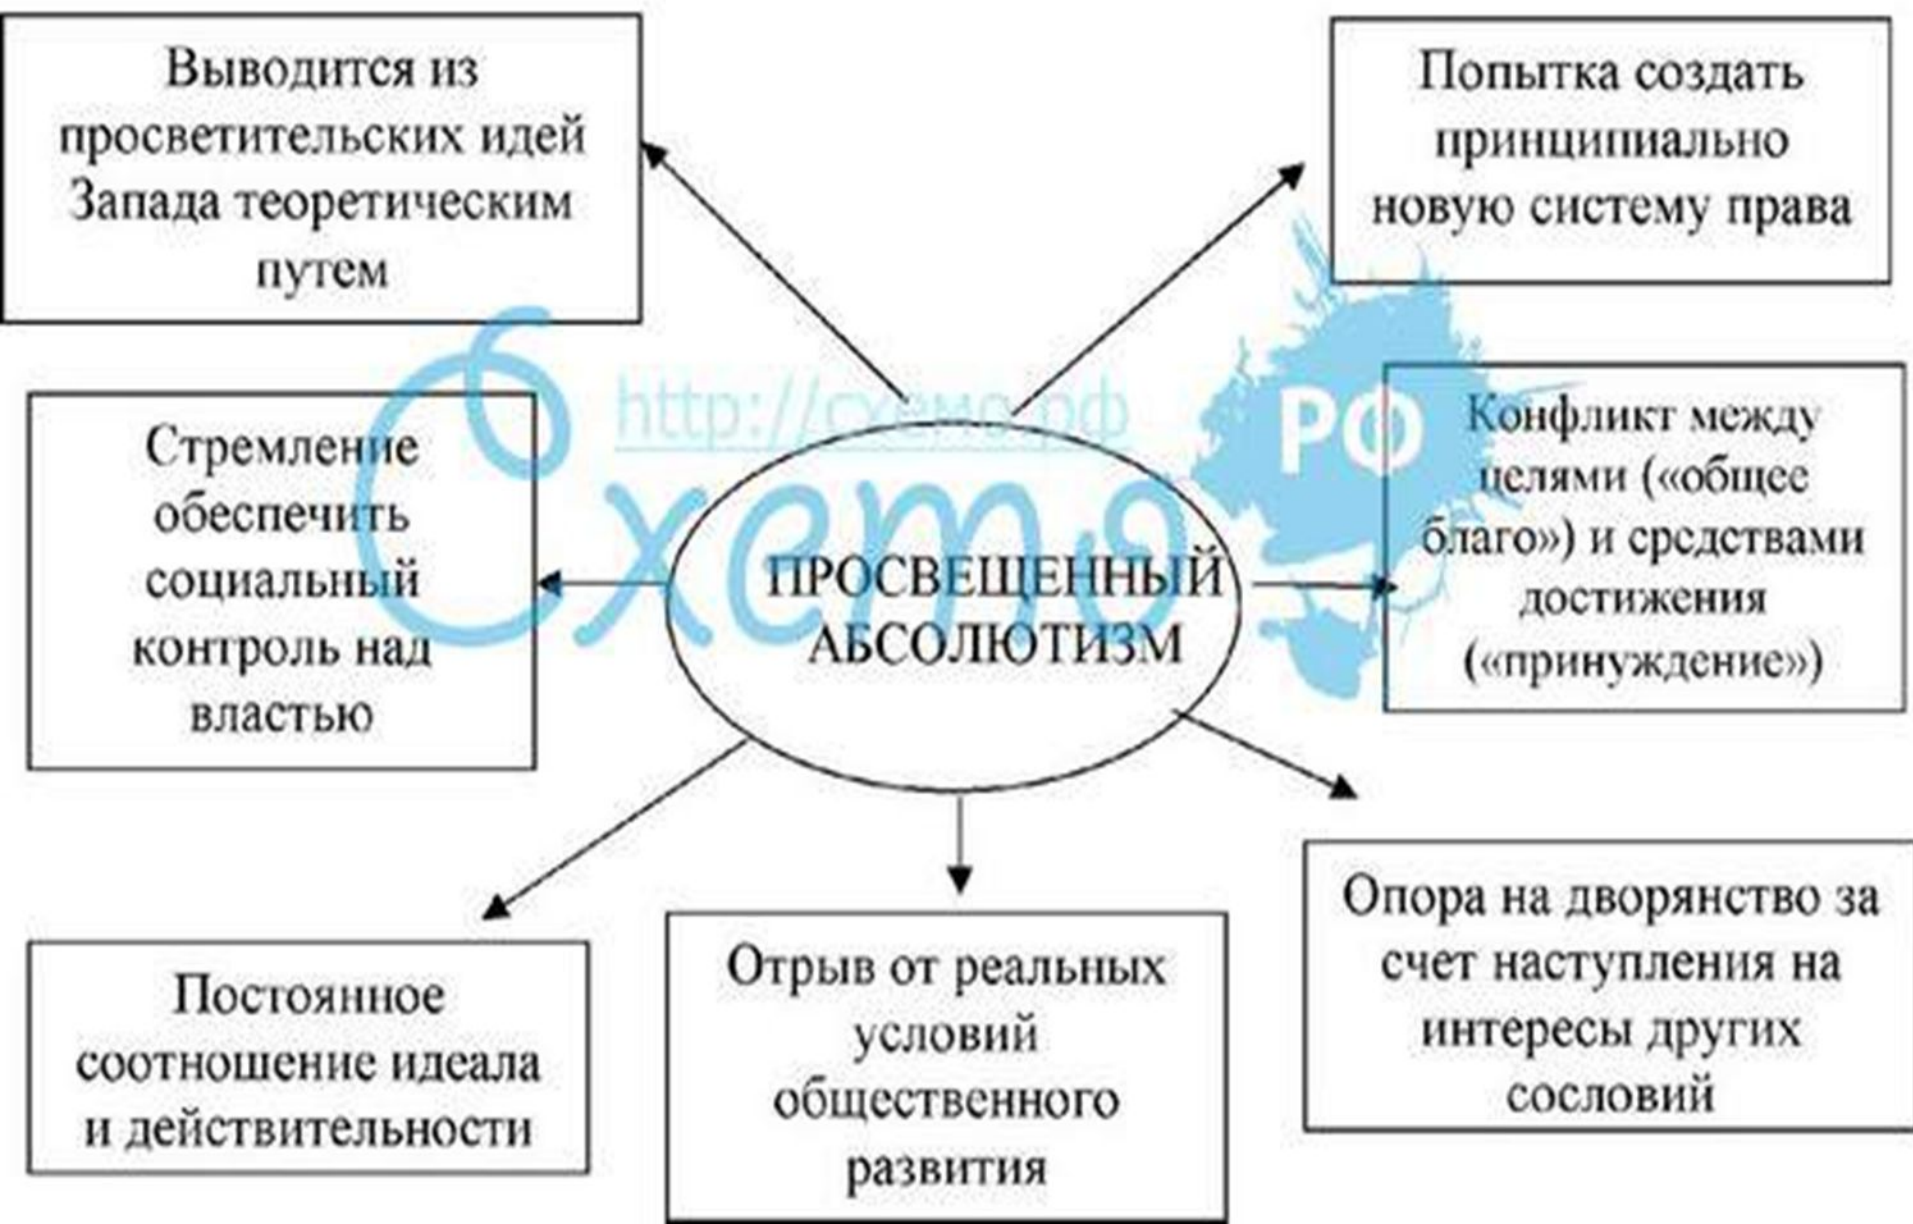 Выводится из
просветительских идей
Запада теоретическим
путем
Попытка создать
принципиально
новую систему права
http://схемо.рф
Схемо
РФ
Стремление
обеспечить
социальный
контроль над
властью
ПРОСВЕЩЕННЫЙ
АБСОЛЮТИЗМ
Конфликт между
целями («общее
благо») и средствами
достижения
(«принуждение»)
Постоянное
соотношение идеала
и действительности
Отрыв от реальных
условий
общественного
развития
Опора на дворянство за
счет наступления на
интересы других
сословий